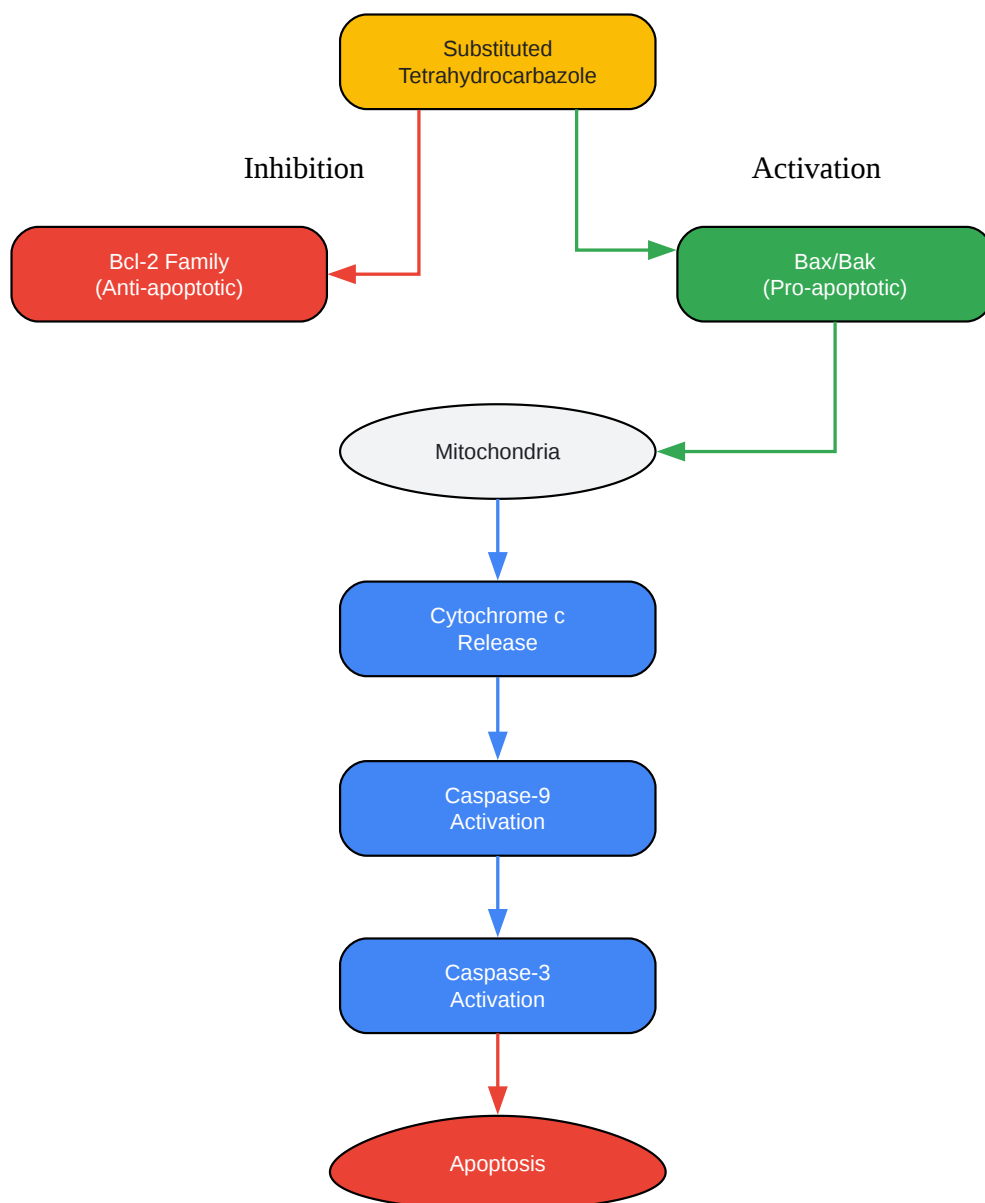 Substituted
Tetrahydrocarbazole
Inhibition
Activation
Bcl-2 Family
(Anti-apoptotic)
Bax/Bak
(Pro-apoptotic)
Mitochondria
Cytochrome c
Release
Caspase-9
Activation
Caspase-3
Activation
Apoptosis